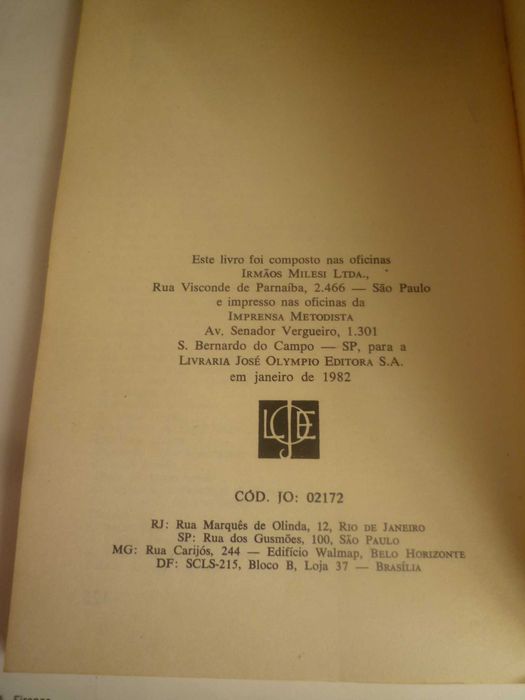 Este livro foi composto nas oficinas
IRMÃOS MILESI LTDA.,
Rua Visconde de Parnaíba, 2.466 — São Paulo
e impresso nas oficinas da
IMPRENSA METODISTA
Av. Senador Vergueiro, 1.301
S. Bernardo do Campo — SP, para a
LIVRARIA JOSÉ OLYMPIO EDITORA S.A.
em janeiro de 1982
LJOE
CÓD. JO: 02172
RJ: Rua Marquês de Olinda, 12, RIO DE JANEIRO
SP: Rua dos Gusmões, 100, SÃO PAULO
MG: Rua Carijós, 244 — Edifício Walmap, BELO HORIZONTE
DF: SCLS-215, Bloco B, Loja 37 — BRASÍLIA